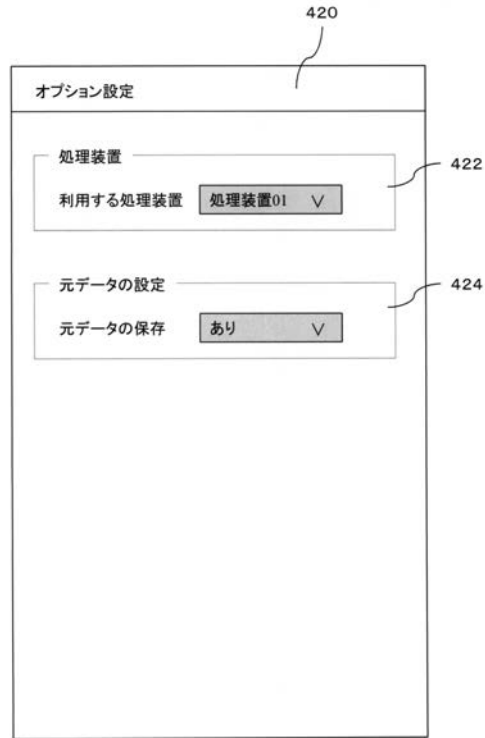 420
オプション設定
処理装置
422
利用する処理装置 処理装置01 ∨
元データの設定
424
元データの保存 あり ∨